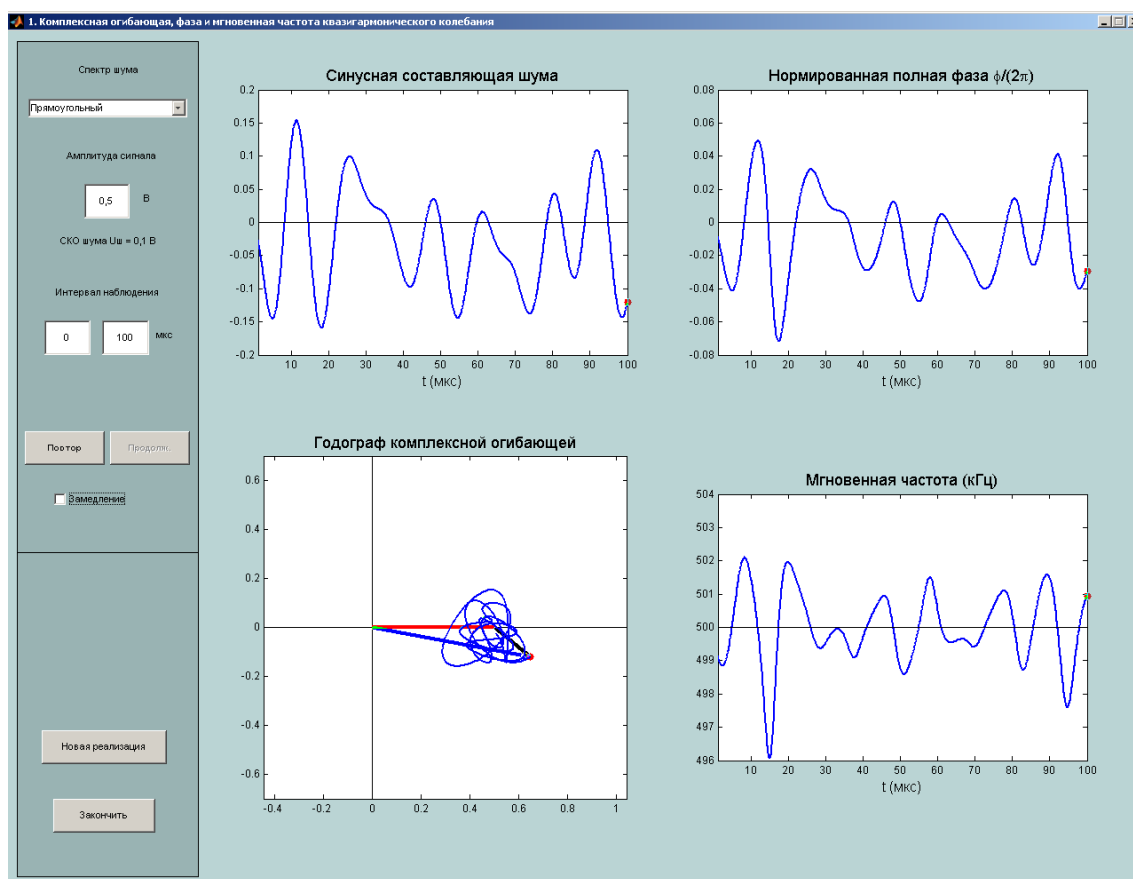 1. Комплексная огибающая, фаза и мгновенная частота квазигармонического колебания
Спектр шума
Прямоугольный
Амплитуда сигнала
0,5 В
СКО шума Uш = 0,1 В
Интервал наблюдения
0 100 мкс
Повтор Продолж.
Замедление
Новая реализация
Закончить
Синусная составляющая шума
0.2
0.15
0.1
0.05
0
-0.05
-0.1
-0.15
-0.2
10 20 30 40 50 60 70 80 90 100
t (мкс)
Нормированная полная фаза ϕ/(2π)
0.08
0.06
0.04
0.02
0
-0.02
-0.04
-0.06
-0.08
10 20 30 40 50 60 70 80 90 100
t (мкс)
Годограф комплексной огибающей
0.6
0.4
0.2
0
-0.2
-0.4
-0.6
-0.4 -0.2 0 0.2 0.4 0.6 0.8 1
Мгновенная частота (кГц)
504
503
502
501
500
499
498
497
496
10 20 30 40 50 60 70 80 90 100
t (мкс)